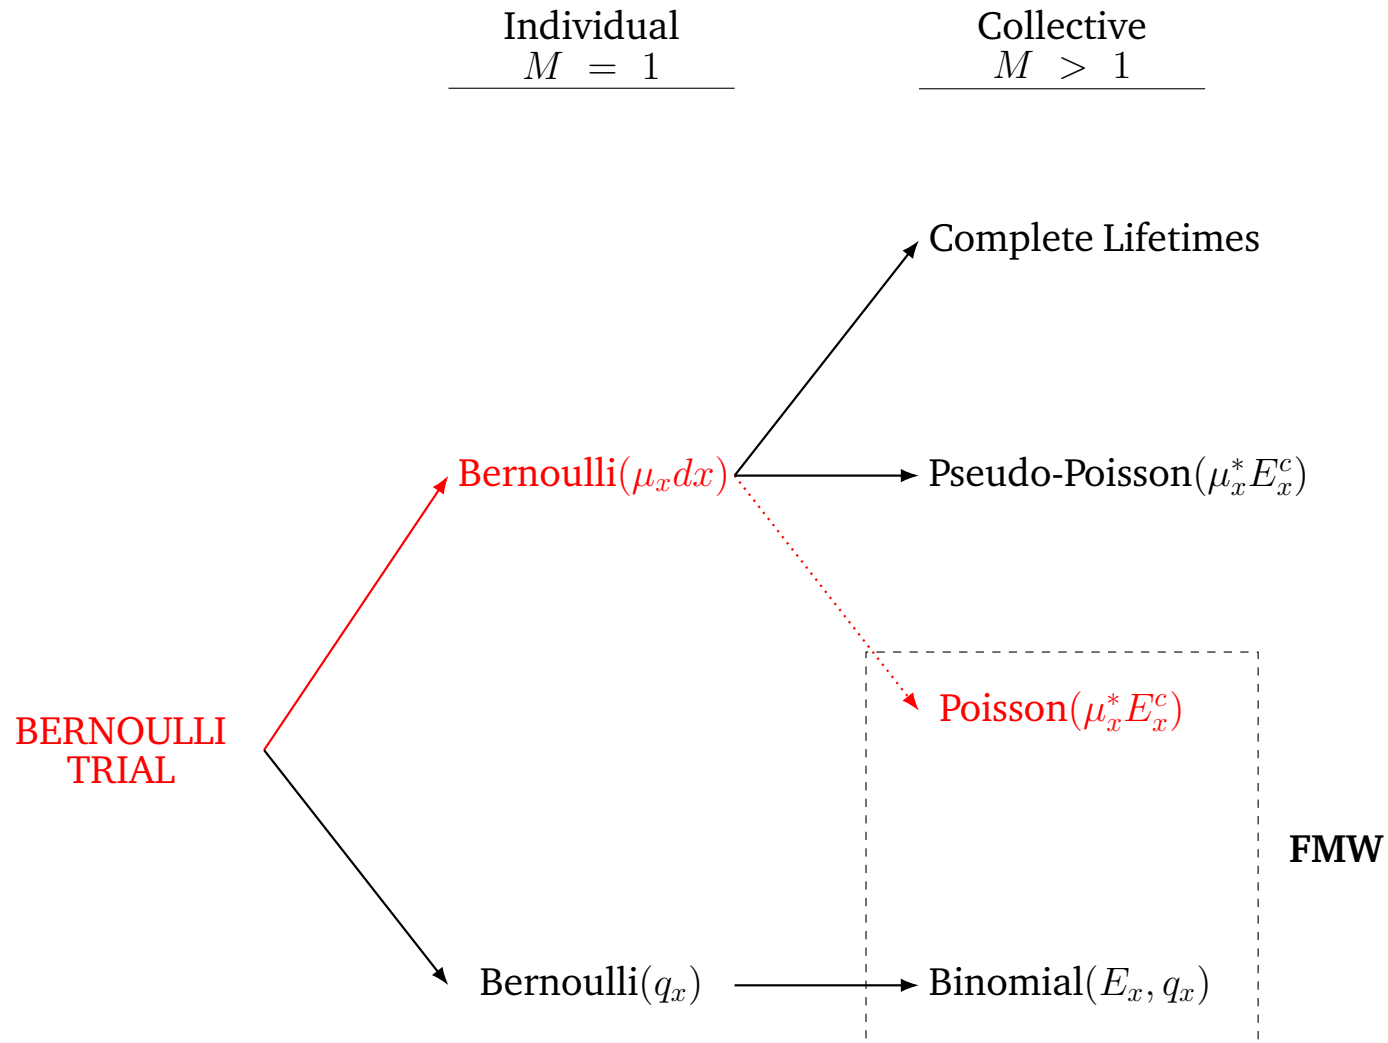 Individual
M = 1
Collective
M > 1
Complete Lifetimes
Bernoulli(μ_x dx)
Pseudo-Poisson(μ*_x E^c_x)
Poisson(μ*_x E^c_x)
BERNOULLI
TRIAL
FMW
Bernoulli(q_x)
Binomial(E_x, q_x)